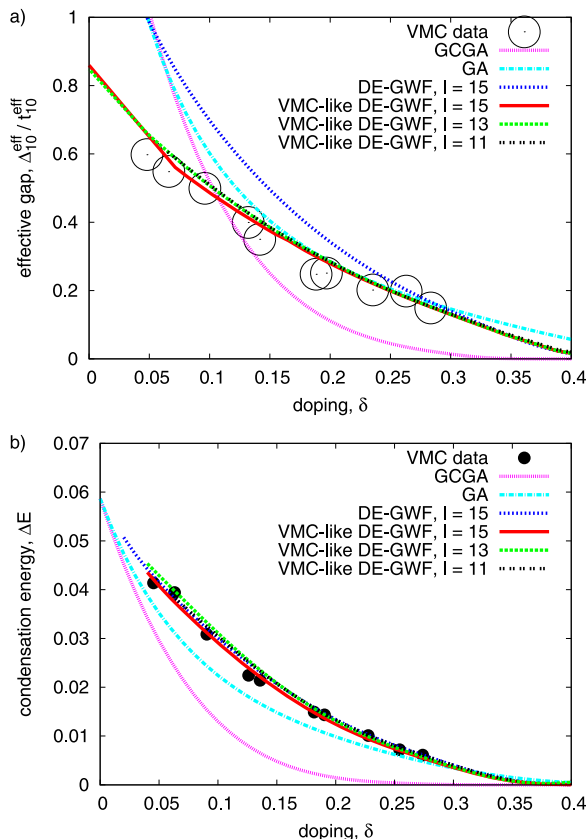 a)
VMC data
GCGA
GA
DE-GWF, l = 15
VMC-like DE-GWF, l = 15
VMC-like DE-GWF, l = 13
VMC-like DE-GWF, l = 11
effective gap, Δ₁₀ᵉᶠᶠ / t₁₀ᵉᶠᶠ
1
0.8
0.6
0.4
0.2
0
0 0.05 0.1 0.15 0.2 0.25 0.3 0.35 0.4
doping, δ
b)
VMC data
GCGA
GA
DE-GWF, l = 15
VMC-like DE-GWF, l = 15
VMC-like DE-GWF, l = 13
VMC-like DE-GWF, l = 11
condensation energy, ΔE
0.07
0.06
0.05
0.04
0.03
0.02
0.01
0
0 0.05 0.1 0.15 0.2 0.25 0.3 0.35 0.4
doping, δ